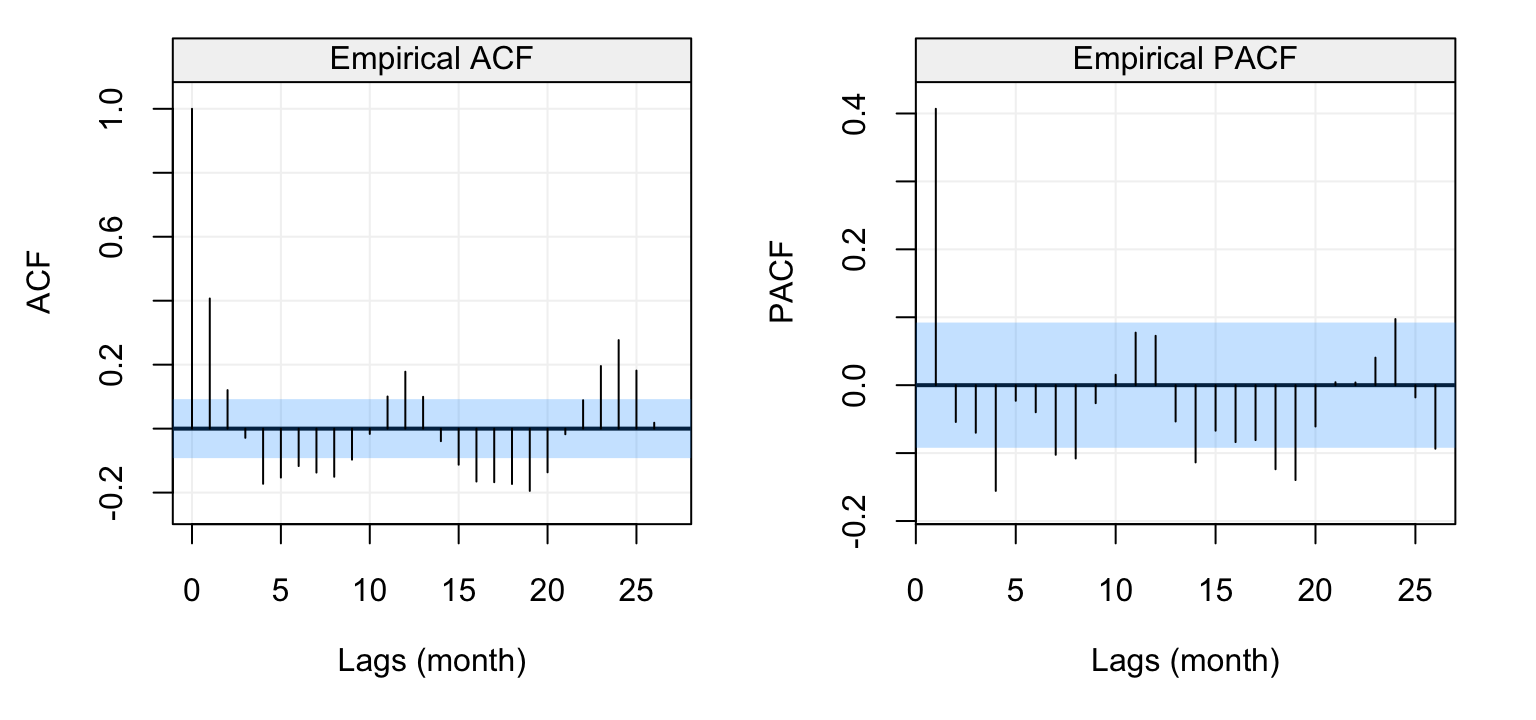 Empirical ACF
ACF
1.0
0.6
0.2
-0.2
0 5 10 15 20 25
Lags (month)
Empirical PACF
PACF
0.4
0.2
0.0
-0.2
0 5 10 15 20 25
Lags (month)